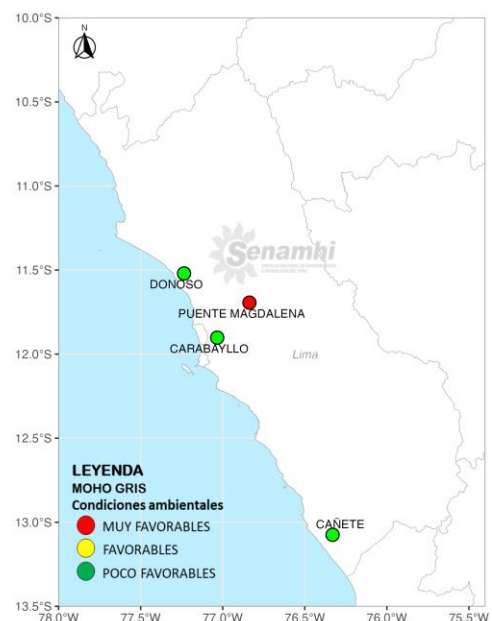 10.0°S
N
10.5°S
11.0°S
Senamhi
11.5°S
DONOSO
PUENTE MAGDALENA
CARABAYLLO
Lima
12.0°S
12.5°S
LEYENDA
MOHO GRIS
Condiciones ambientales
MUY FAVORABLES
FAVORABLES
POCO FAVORABLES
CAÑETE
13.0°S
13.5°S
78.0°W 77.5°W 77.0°W 76.5°W 76.0°W 75.5°W